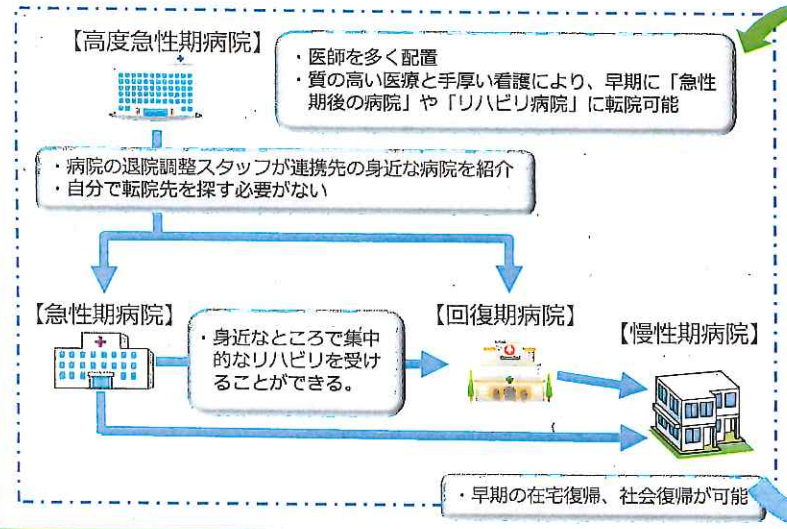 【高度急性期病院】
・医師を多く配置
・質の高い医療と手厚い看護により、早期に「急性
期後の病院」や「リハビリ病院」に転院可能
・病院の退院調整スタッフが連携先の身近な病院を紹介
・自分で転院先を探す必要がない
【急性期病院】
・身近なところで集中
的なリハビリを受け
ることができる。
【回復期病院】
【慢性期病院】
・早期の在宅復帰、社会復帰が可能